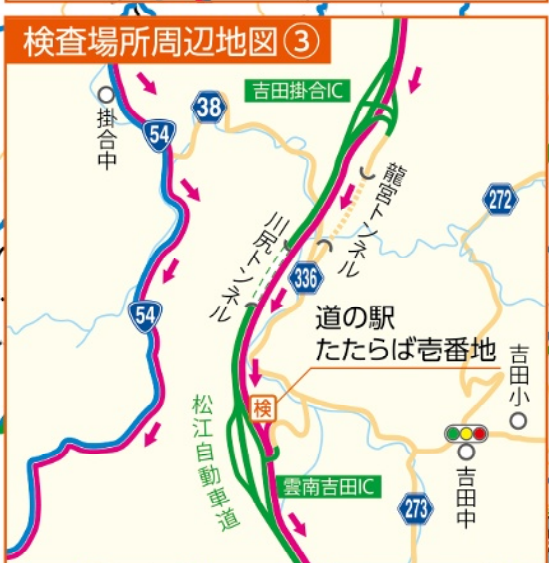 検査場所周辺地図③
吉田掛合IC
掛合中
54
38
龍宮トンネル
272
川尻トンネル
336
54
道の駅
たたらば壱番地
吉田小
検
松江自動車道
雲南吉田IC
吉田中
273